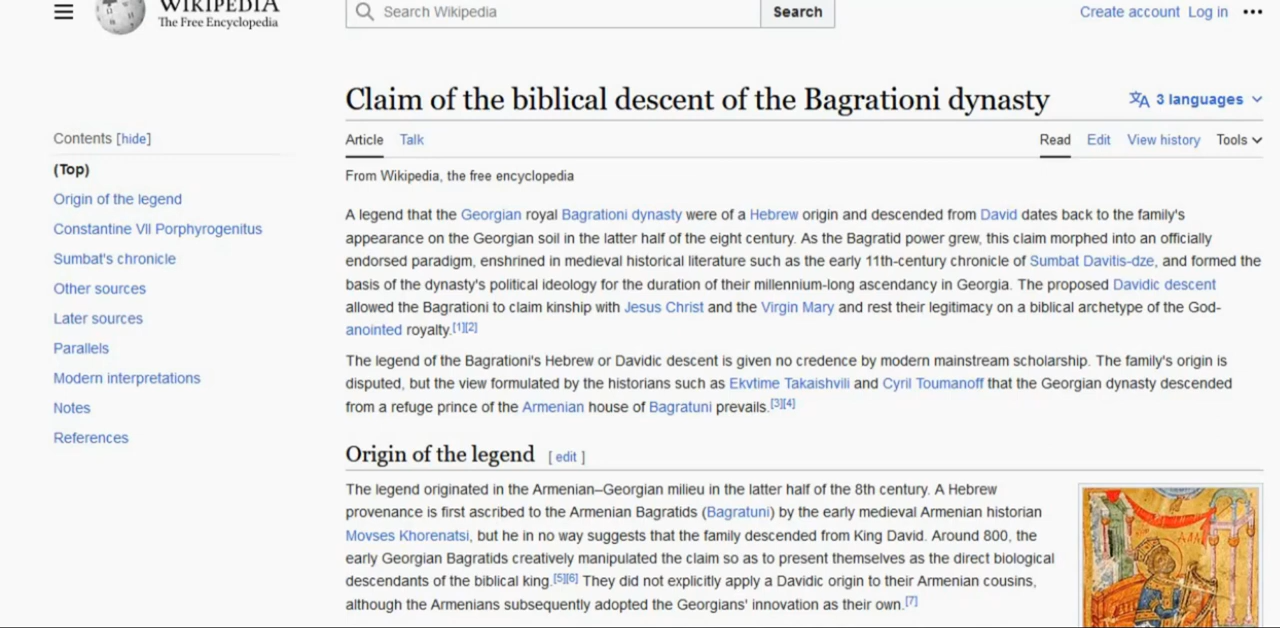 WIKIPEDIA
The Free Encyclopedia
Search Wikipedia
Search
Create account Log in
Claim of the biblical descent of the Bagrationi dynasty
3 languages
Contents [hide]
(Top)
Origin of the legend
Constantine VII Porphyrogenitus
Sumbat's chronicle
Other sources
Later sources
Parallels
Modern interpretations
Notes
References
Article Talk
Read Edit View history Tools
From Wikipedia, the free encyclopedia
A legend that the Georgian royal Bagrationi dynasty were of a Hebrew origin and descended from David dates back to the family's
appearance on the Georgian soil in the latter half of the eight century. As the Bagratid power grew, this claim morphed into an officially
endorsed paradigm, enshrined in medieval historical literature such as the early 11th-century chronicle of Sumbat Davitis-dze, and formed the
basis of the dynasty's political ideology for the duration of their millennium-long ascendancy in Georgia. The proposed Davidic descent
allowed the Bagrationi to claim kinship with Jesus Christ and the Virgin Mary and rest their legitimacy on a biblical archetype of the God-
anointed royalty.[1][2]
The legend of the Bagrationi's Hebrew or Davidic descent is given no credence by modern mainstream scholarship. The family's origin is
disputed, but the view formulated by the historians such as Ekvtime Takaishvili and Cyril Toumanoff that the Georgian dynasty descended
from a refuge prince of the Armenian house of Bagratuni prevails.[3][4]
Origin of the legend [ edit ]
The legend originated in the Armenian–Georgian milieu in the latter half of the 8th century. A Hebrew
provenance is first ascribed to the Armenian Bagratids (Bagratuni) by the early medieval Armenian historian
Movses Khorenatsi, but he in no way suggests that the family descended from King David. Around 800, the
early Georgian Bagratids creatively manipulated the claim so as to present themselves as the direct biological
descendants of the biblical king.[5][6] They did not explicitly apply a Davidic origin to their Armenian cousins,
although the Armenians subsequently adopted the Georgians' innovation as their own.[7]